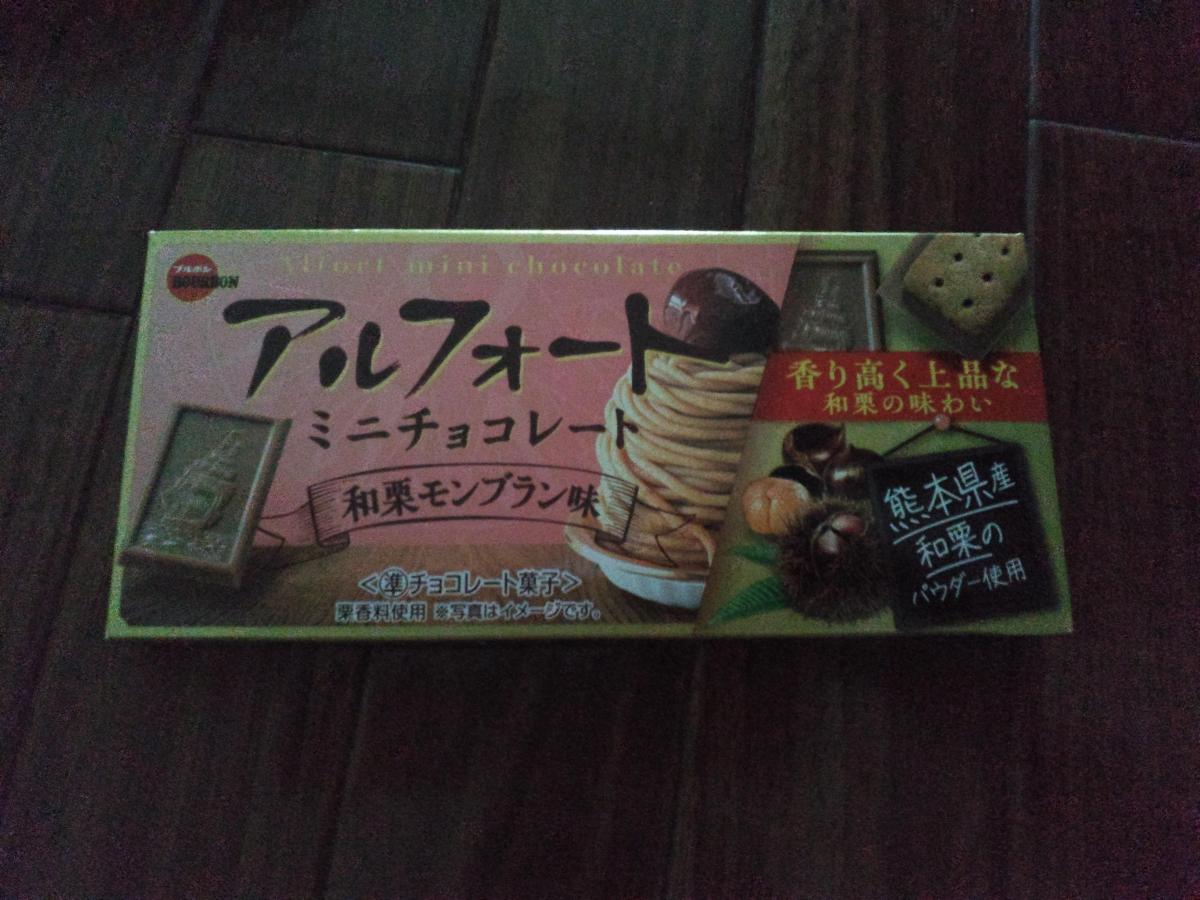 ブルボン
BOURBON
Alfort mini chocolate
アルフォート
ミニチョコレート
和栗モンブラン味
<準チョコレート菓子>
栗香料使用 ※写真はイメージです。
香り高く上品な
和栗の味わい
熊本県産
和栗の
パウダー使用